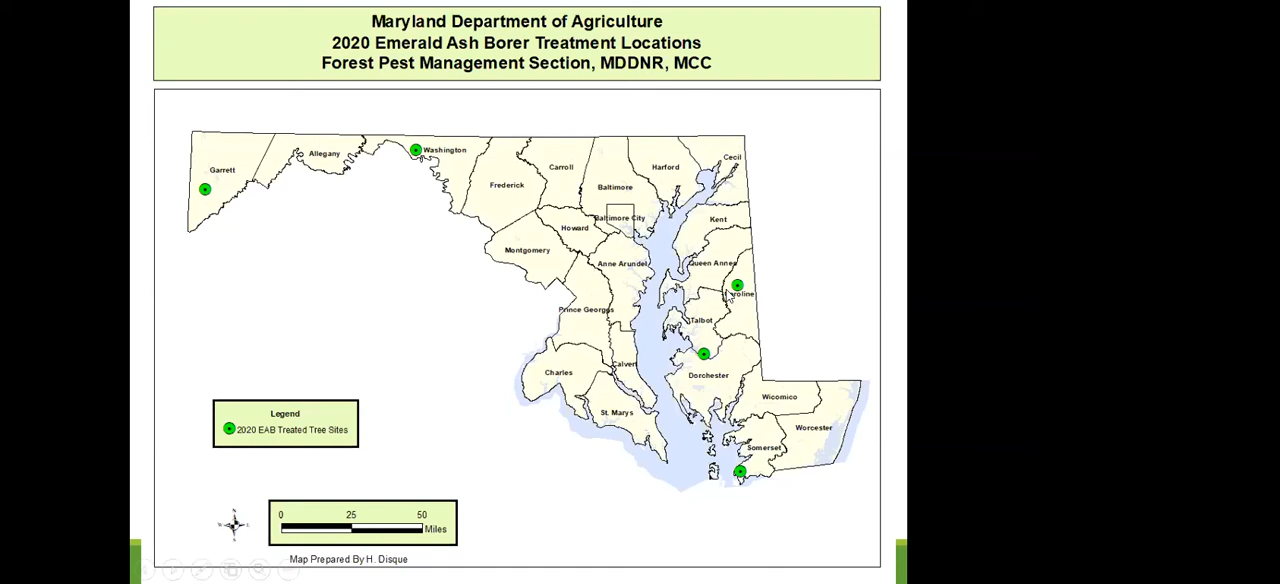 Maryland Department of Agriculture
2020 Emerald Ash Borer Treatment Locations
Forest Pest Management Section, MDDNR, MCC
Garrett
Allegany
Washington
Frederick
Carroll
Baltimore
Harford
Cecil
Baltimore City
Kent
Howard
Montgomery
Anne Arundel
Queen Annes
Caroline
Prince Georges
Talbot
Calvert
Charles
Dorchester
St. Marys
Wicomico
Worcester
Somerset
Legend
2020 EAB Treated Tree Sites
0 25 50
Miles
N
W
Map Prepared By H. Disque